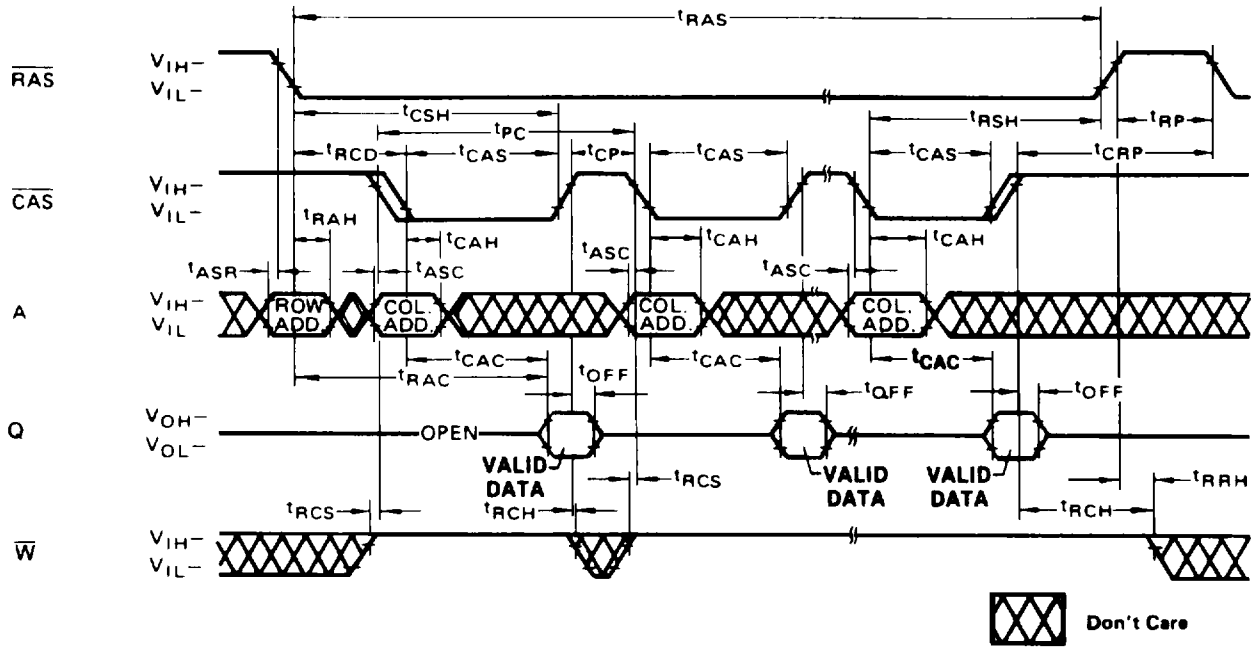 tRAS
RAS
VIH-
VIL-
tCSH
tPC
tRSH
tRP
tRCD
tCAS
tCP
tCAS
tCAS
tCRP
CAS
VIH-
VIL-
tRAH
tCAH
tCAH
tCAH
tASR
tASC
tASC
tASC
A
VIH-
VIL
ROW
ADD.
COL.
ADD.
COL.
ADD.
COL.
ADD.
tCAC
tCAC
tCAC
tRAC
tOFF
tOFF
tOFF
Q
VOH-
VOL-
OPEN
VALID
DATA
VALID
DATA
VALID
DATA
tRCS
tRRH
tRCS
tRCH
tRCH
W
VIH-
VIL-
Don't Care